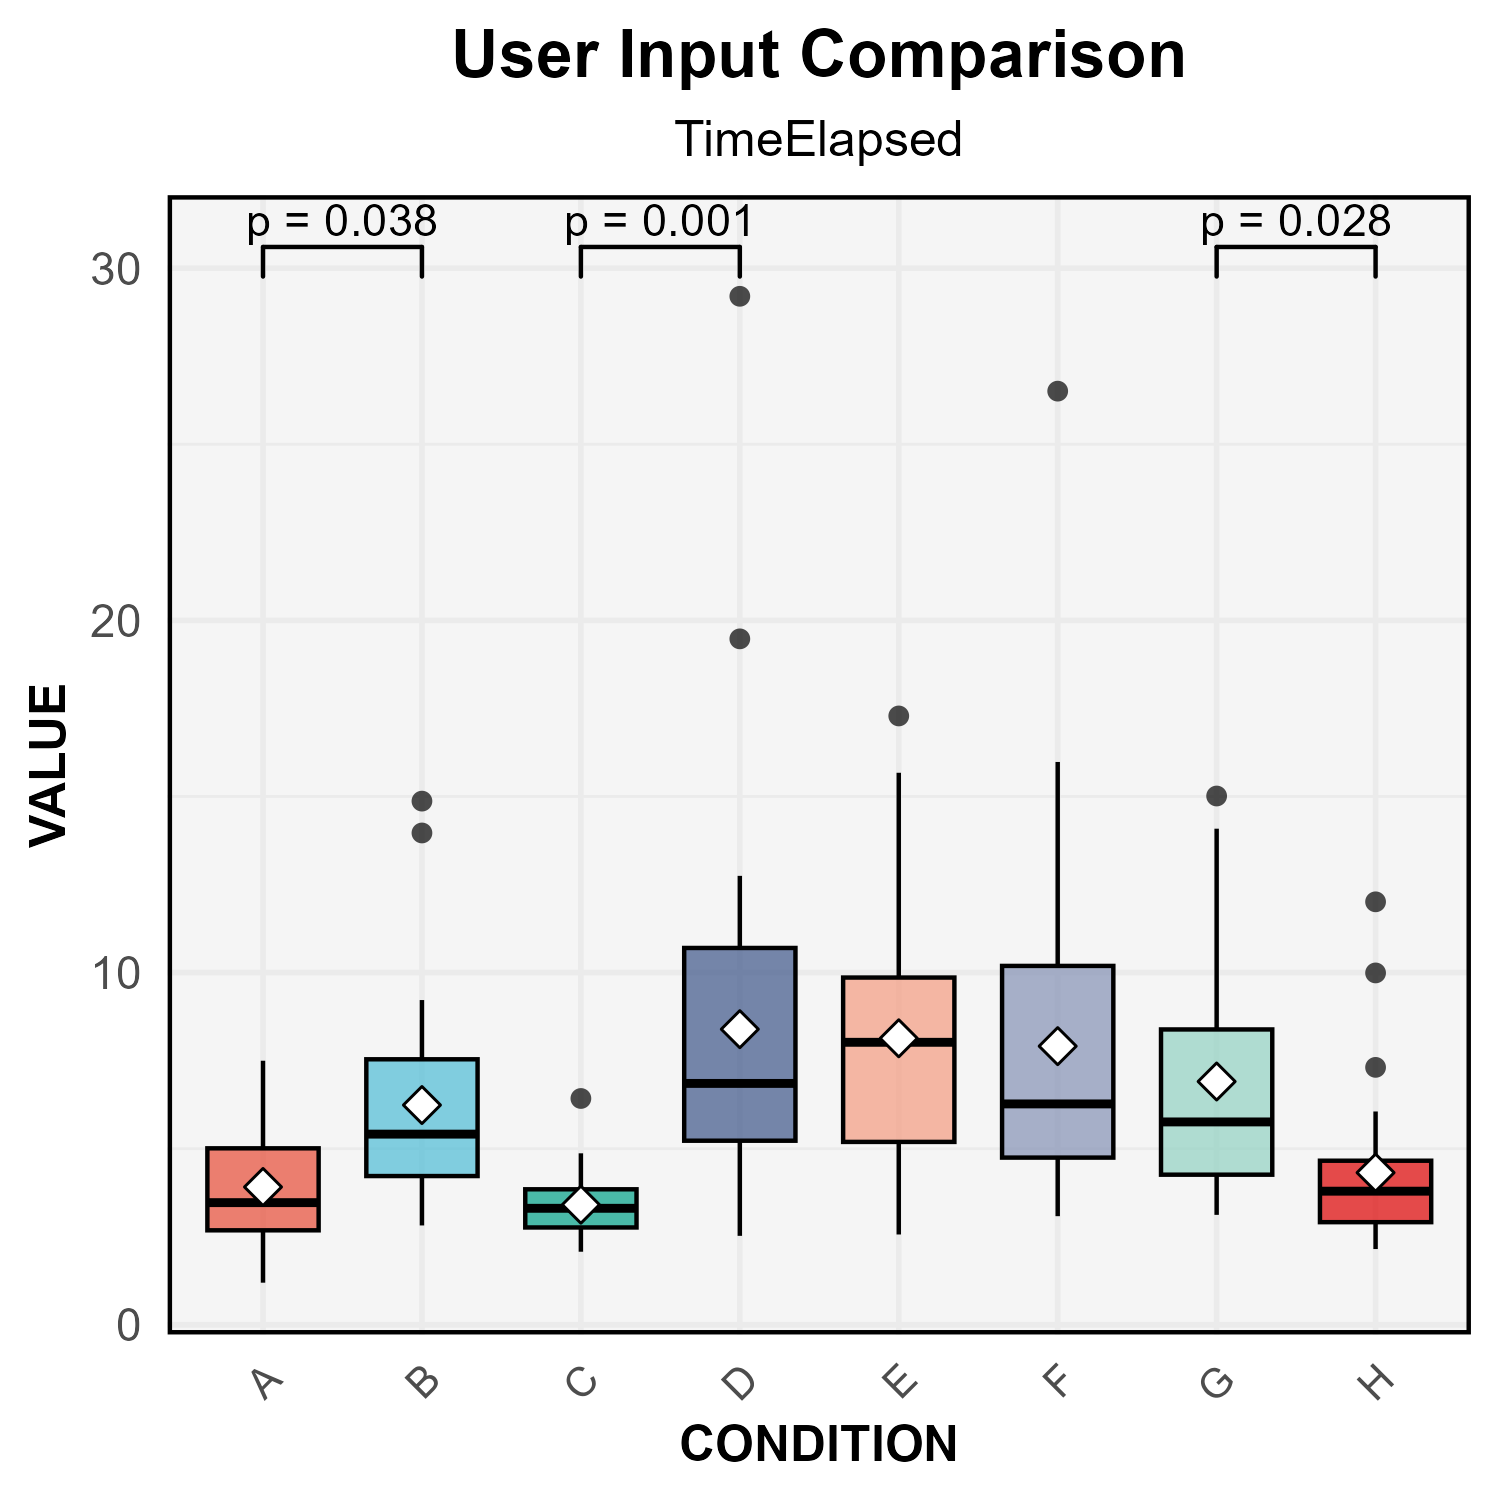 User Input Comparison
TimeElapsed
p = 0.038 p = 0.001 p = 0.028
30
20
10
0
VALUE
A B C D E F G H
CONDITION